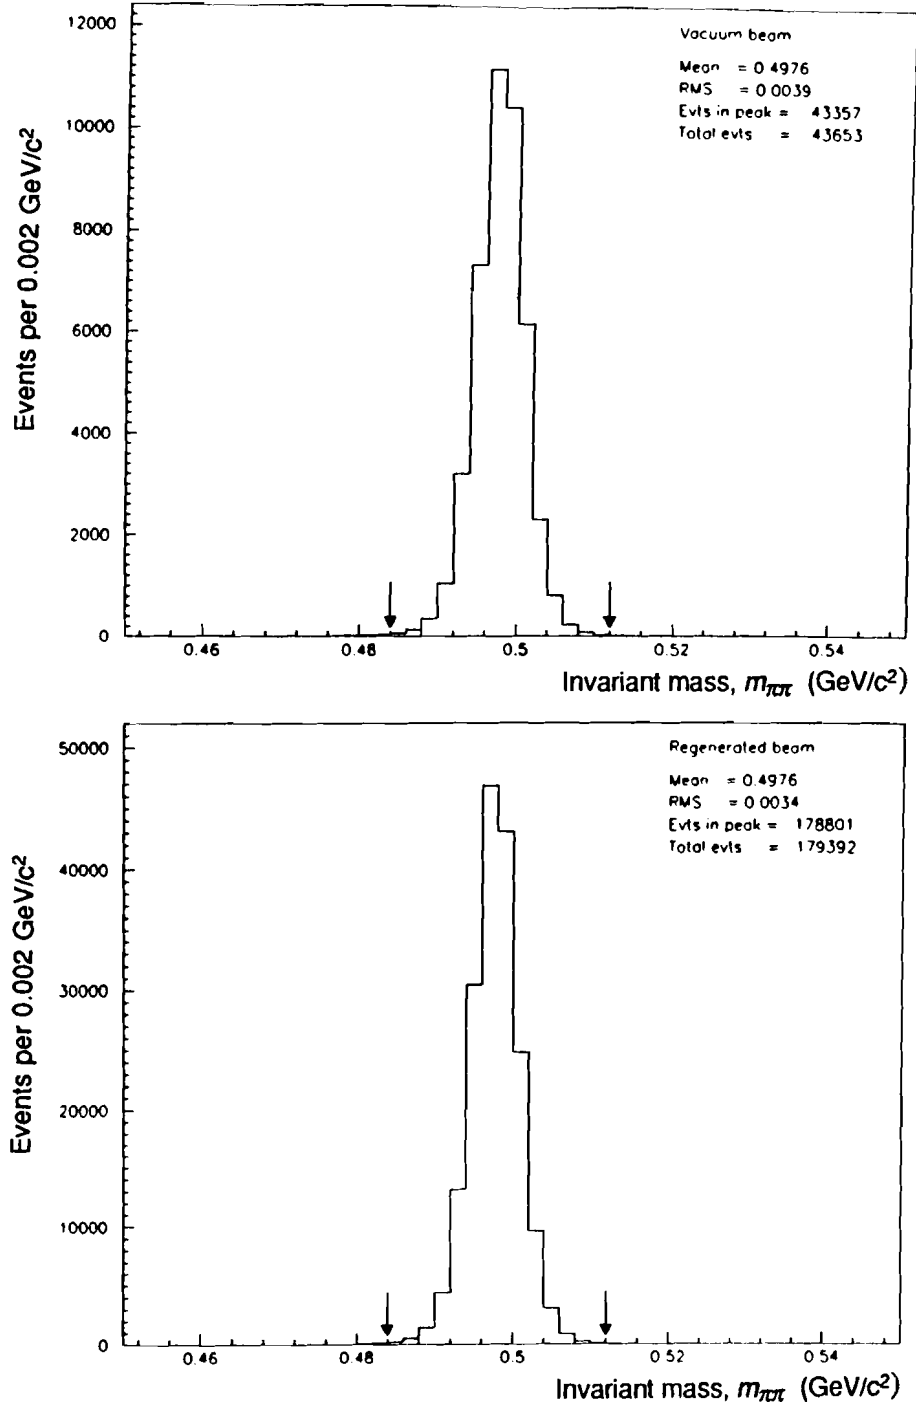 12000
10000
8000
6000
4000
2000
0
Events per 0.002 GeV/c²
Vacuum beam
Mean = 0.4976
RMS = 0.0039
Evts in peak = 43357
Total evts = 43653
0.46 0.48 0.5 0.52 0.54
Invariant mass, mππ (GeV/c²)
50000
40000
30000
20000
10000
0
Events per 0.002 GeV/c²
Regenerated beam
Mean = 0.4976
RMS = 0.0034
Evts in peak = 178801
Total evts = 179392
0.46 0.48 0.5 0.52 0.54
Invariant mass, mππ (GeV/c²)